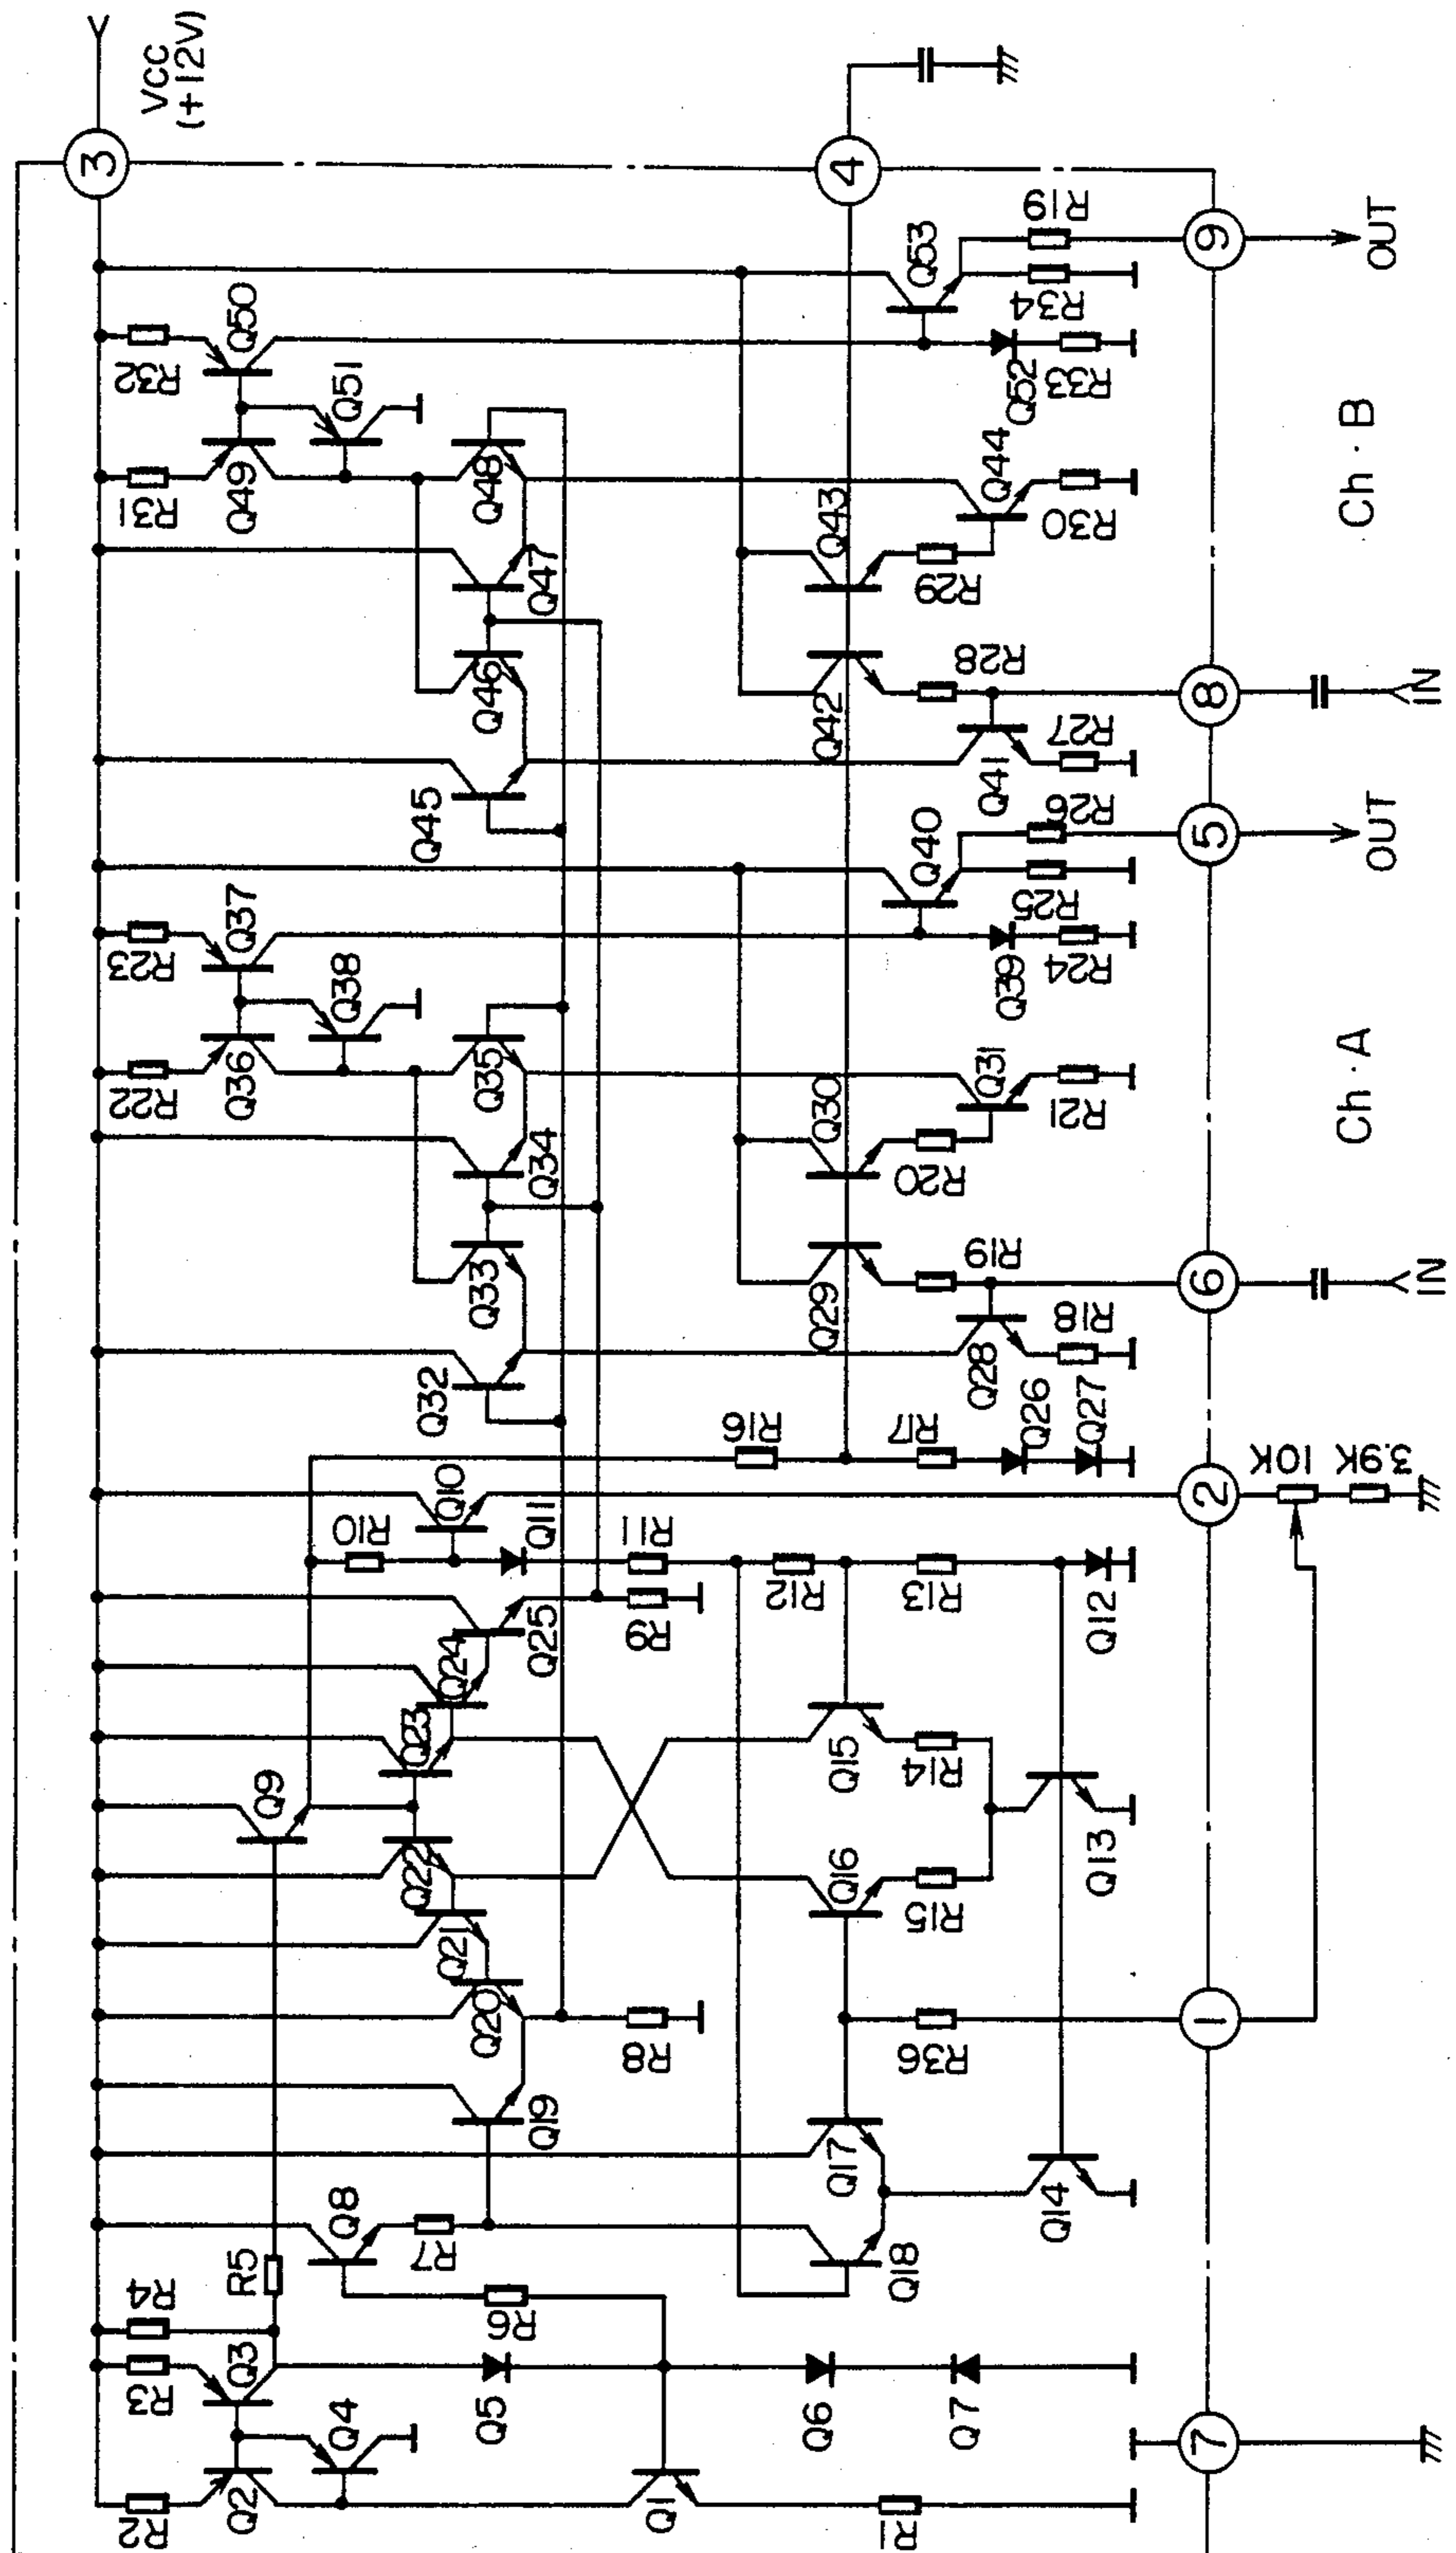 VCC
(+12V)
3
4
R32
Q50
Q51
R31
Q49
Q48
Q47
Q46
Q45
Q53
R19
R34
9
OUT
Q52
R33
Q44
R30
Q43
R29
Ch · B
Q42
R28
8
IN
Q41
R27
R26
5
OUT
Q40
R25
R23
Q37
Q38
Q39
R24
R22
Q36
Q35
Q34
Q33
Q32
Q30
Q31
R20
R21
Ch · A
Q29
R19
6
IN
Q28
R18
Q26
Q27
R16
R17
2
10K
3.9K
R10
Q10
Q11
R11
R12
R13
Q12
Q25
R9
Q24
Q23
Q9
Q22
Q21
Q20
R8
Q15
R14
Q16
R15
Q13
R36
1
Q19
Q17
Q14
Q18
Q8
R7
R5
R4
R6
R3
Q3
Q4
Q5
Q6
Q7
R2
Q2
Q1
R1
7